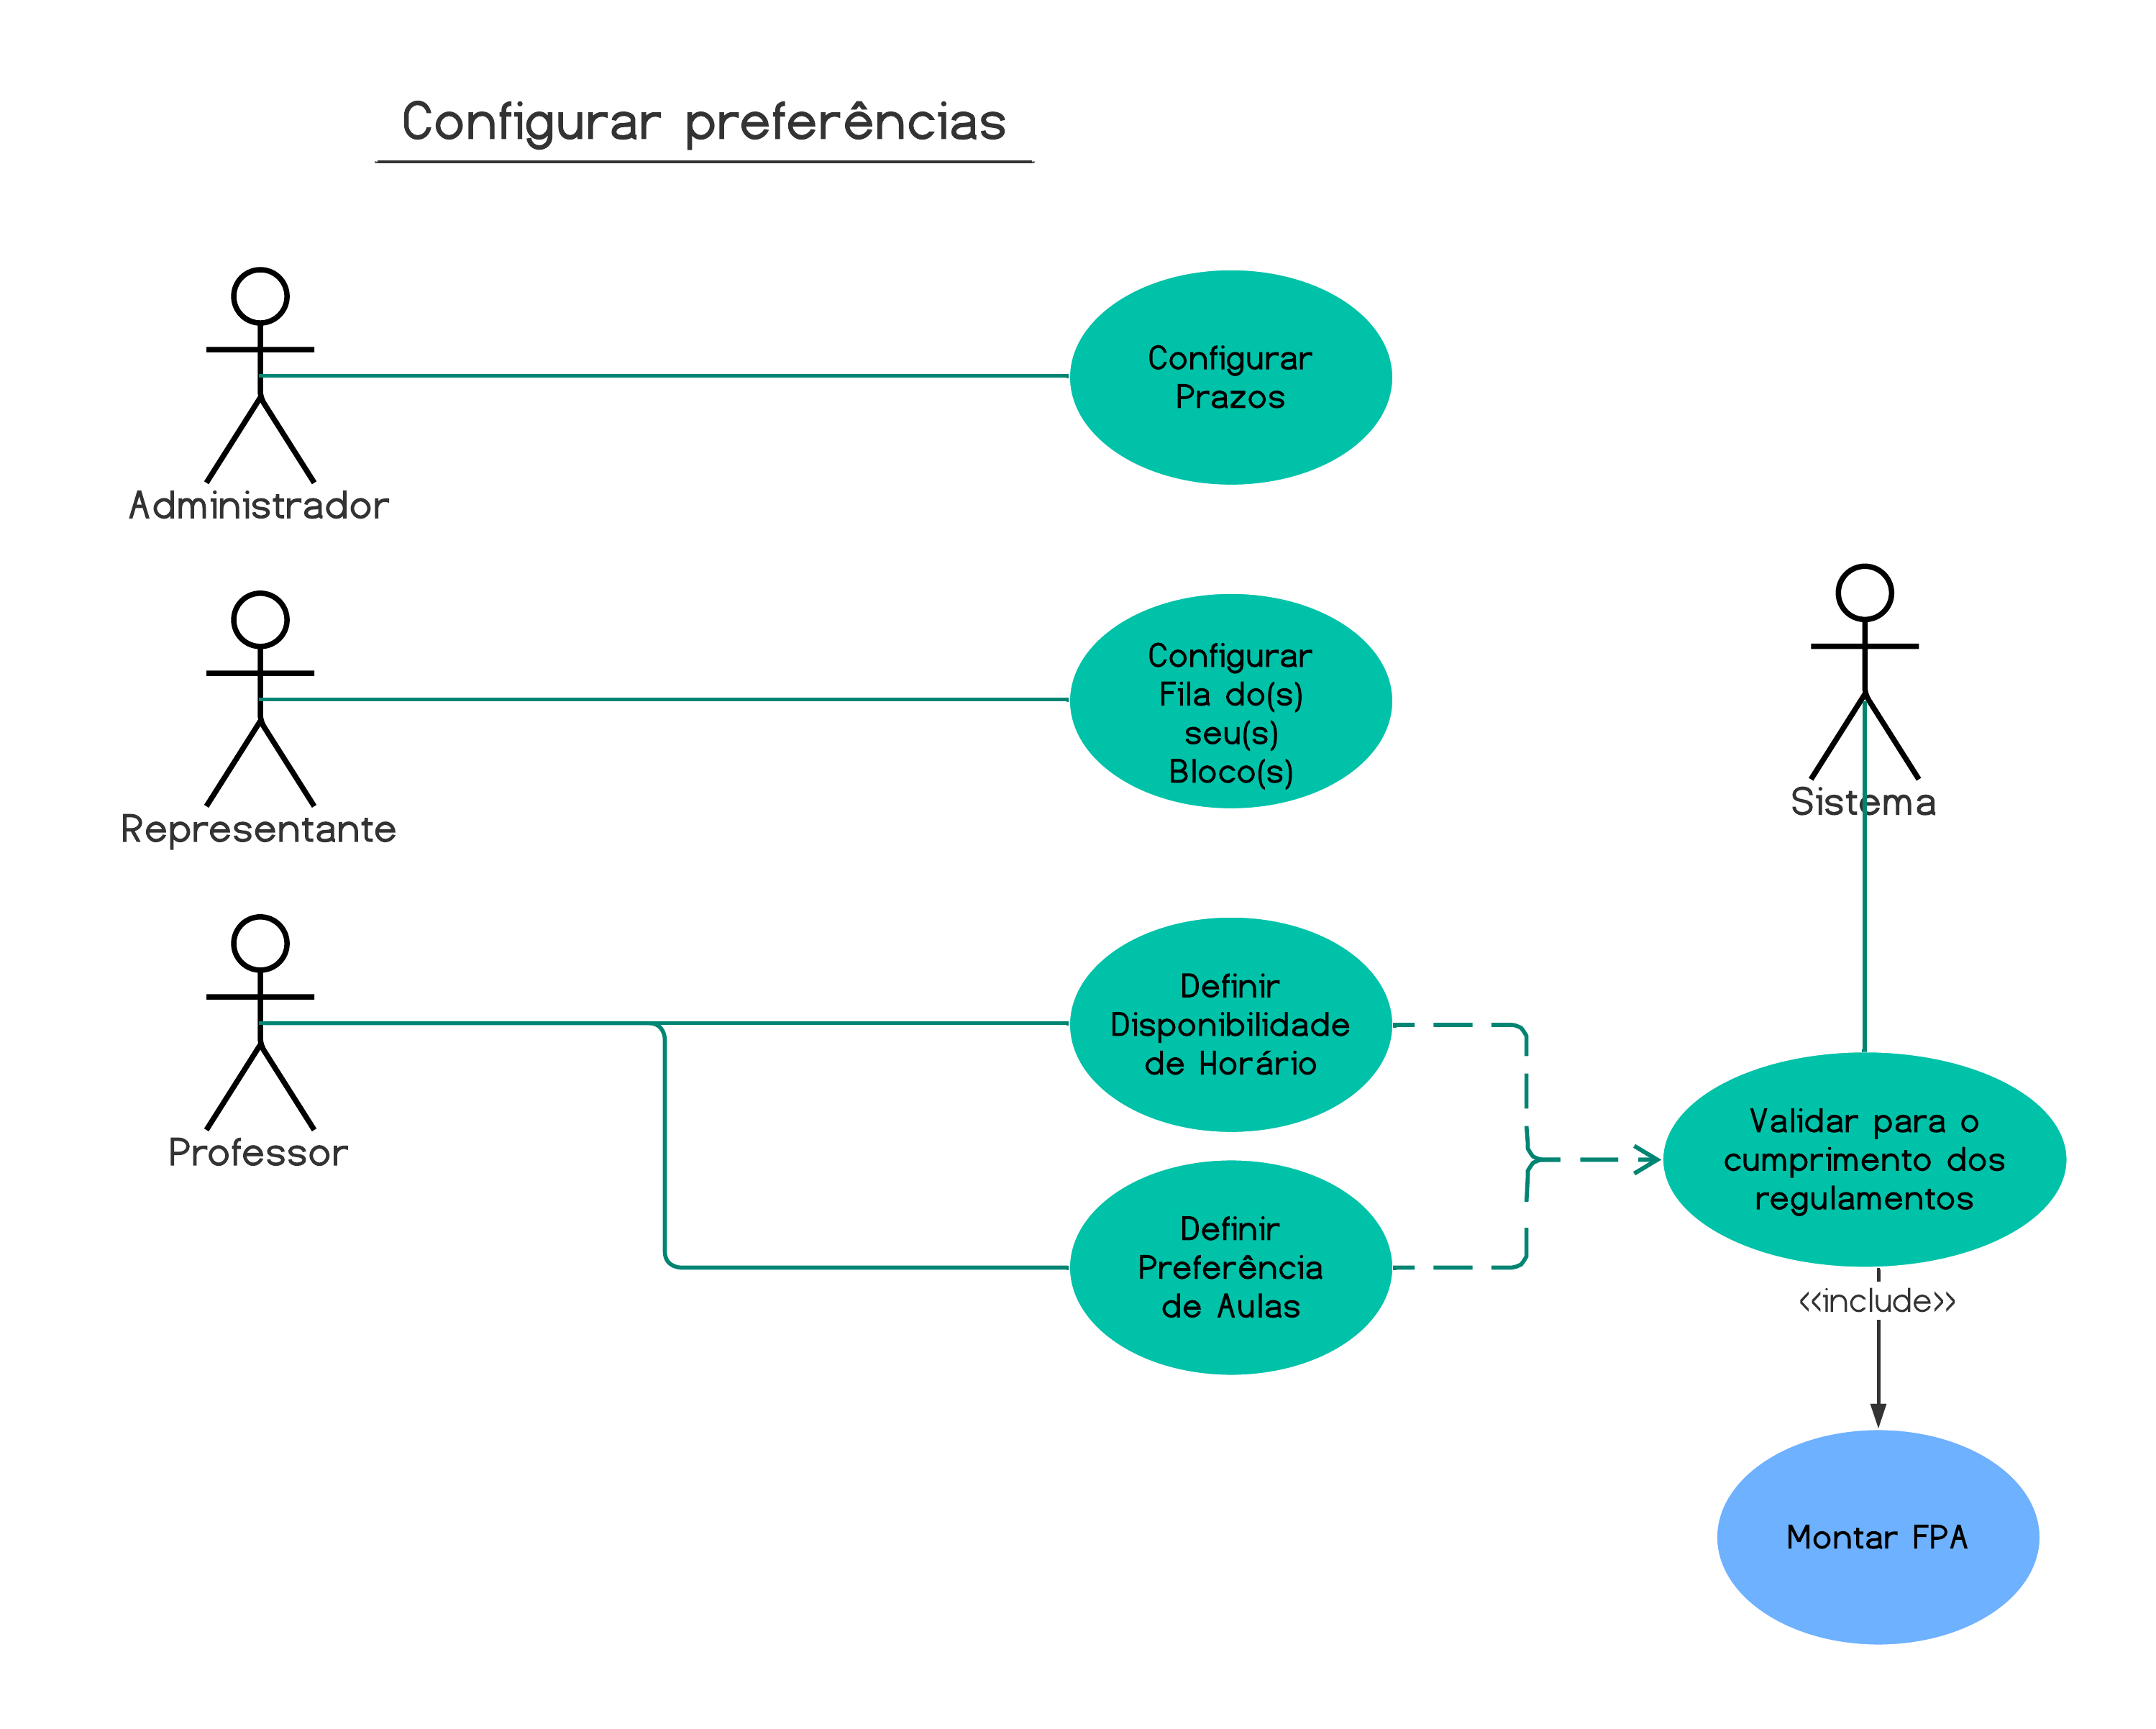 Configurar preferências
Administrador
Configurar
Prazos
Representante
Configurar
Fila do(s)
seu(s)
Bloco(s)
Sistema
Professor
Definir
Disponibilidade
de Horário
Definir
Preferência
de Aulas
Validar para o
cumprimento dos
regulamentos
«include»
Montar FPA